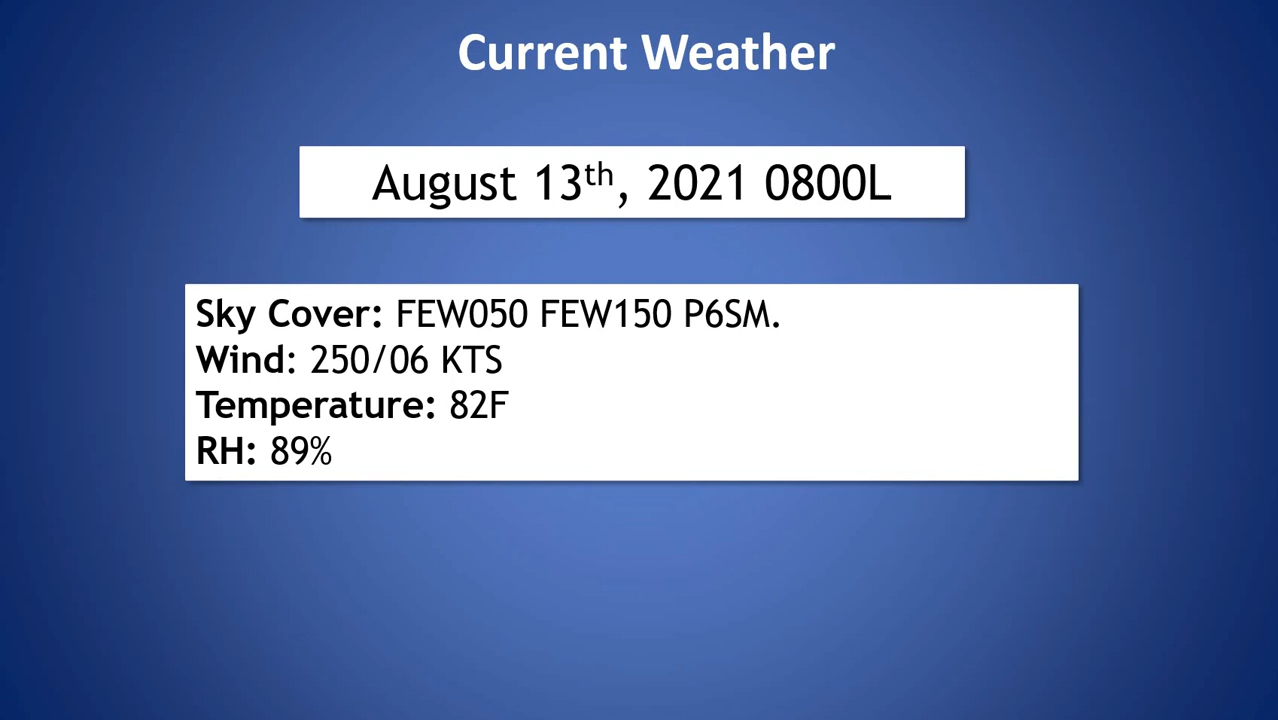 Current Weather
August 13th, 2021 0800L
Sky Cover: FEW050 FEW150 P6SM.
Wind: 250/06 KTS
Temperature: 82F
RH: 89%